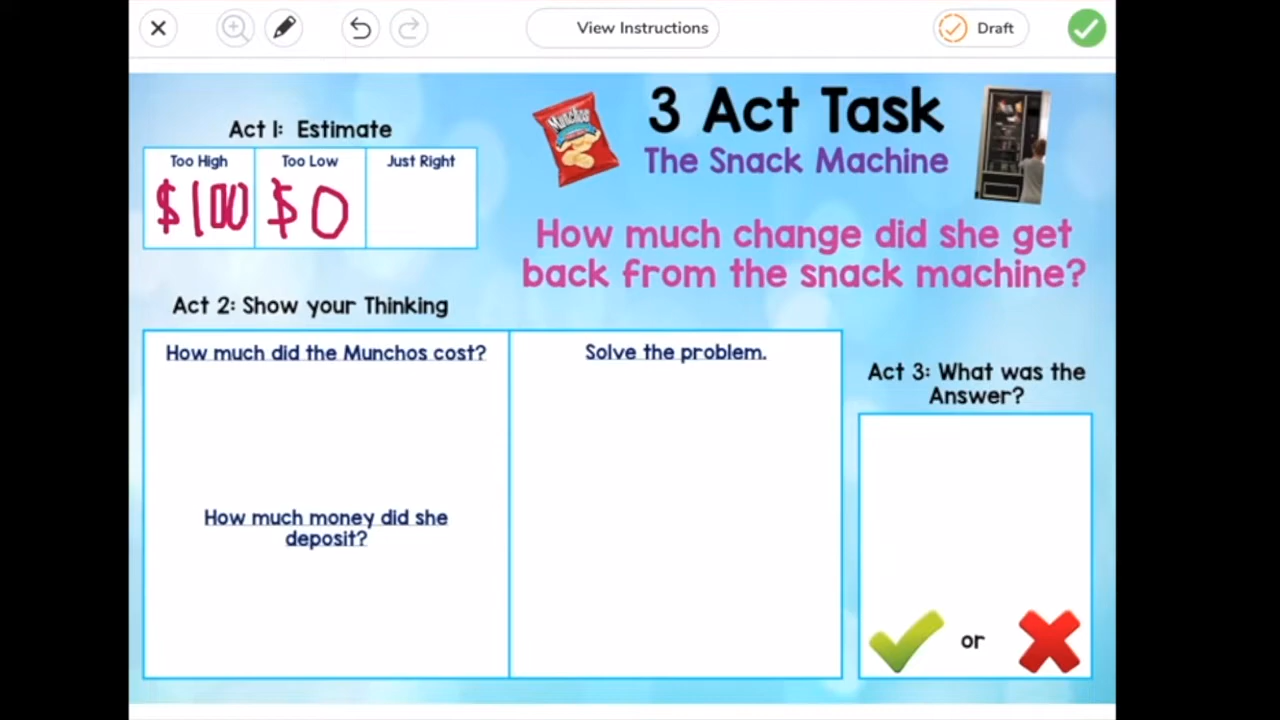 View Instructions
Draft
3 Act Task
The Snack Machine
Munchos
How much change did she get
back from the snack machine?
Act 1: Estimate
Too High
Too Low
Just Right
$100
$0
Act 2: Show your Thinking
How much did the Munchos cost?
How much money did she
deposit?
Solve the problem.
Act 3: What was the
Answer?
or